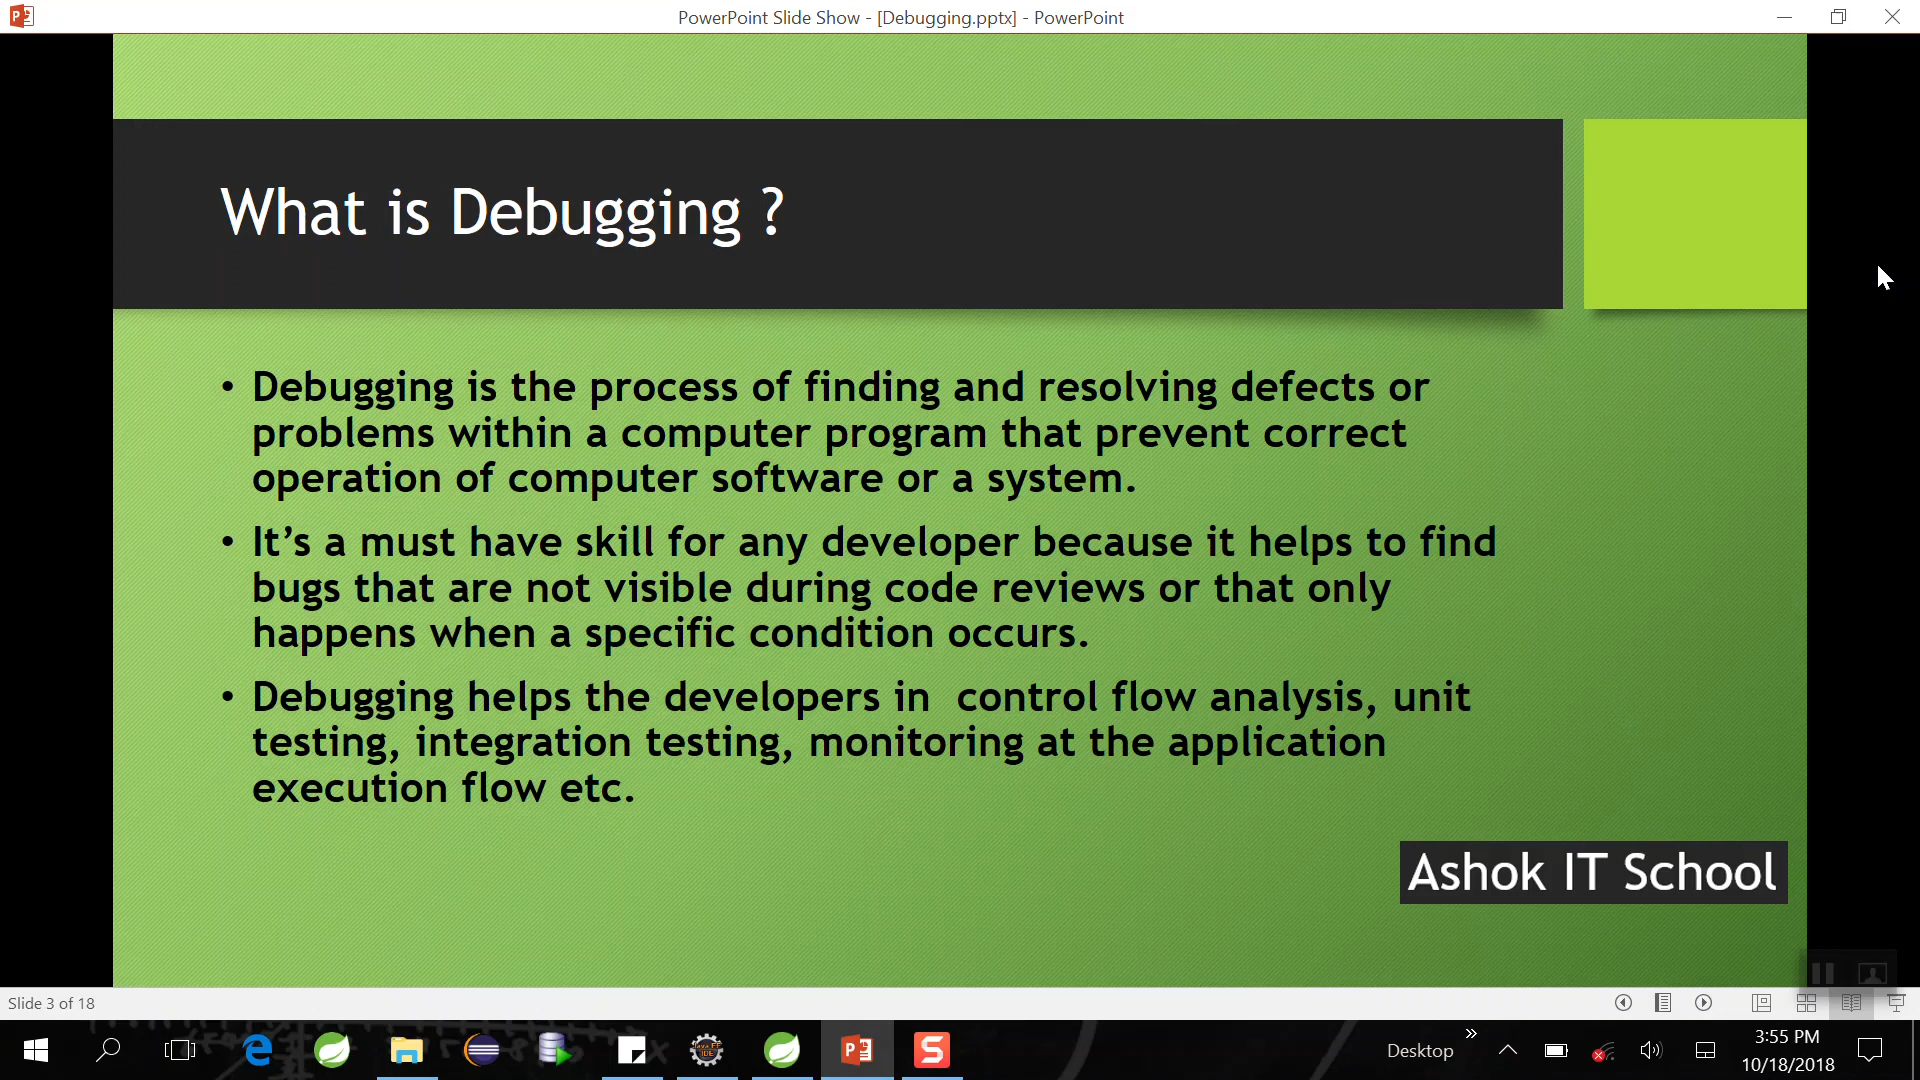 PowerPoint Slide Show - [Debugging.pptx] - PowerPoint
What is Debugging ?
• Debugging is the process of finding and resolving defects or
problems within a computer program that prevent correct
operation of computer software or a system.
• It’s a must have skill for any developer because it helps to find
bugs that are not visible during code reviews or that only
happens when a specific condition occurs.
• Debugging helps the developers in  control flow analysis, unit
testing, integration testing, monitoring at the application
execution flow etc.
Ashok IT School
Slide 3 of 18
Desktop
3:55 PM
10/18/2018